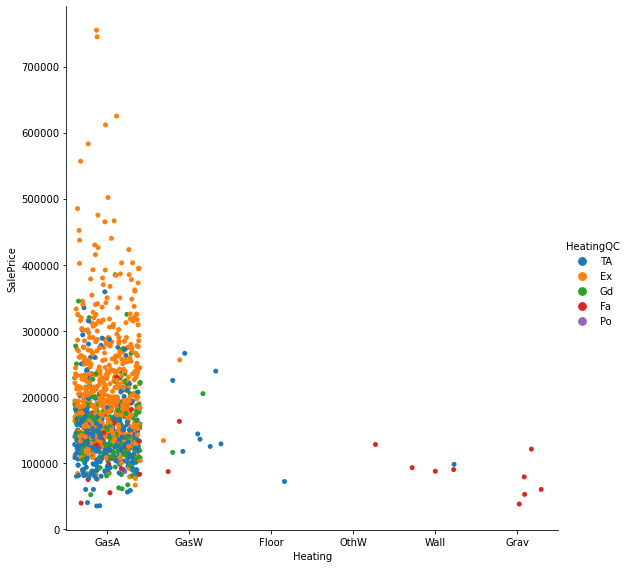 700000
600000
500000
400000
300000
200000
100000
0
SalePrice
GasA GasW Floor OthW Wall Grav
Heating
HeatingQC
TA
Ex
Gd
Fa
Po